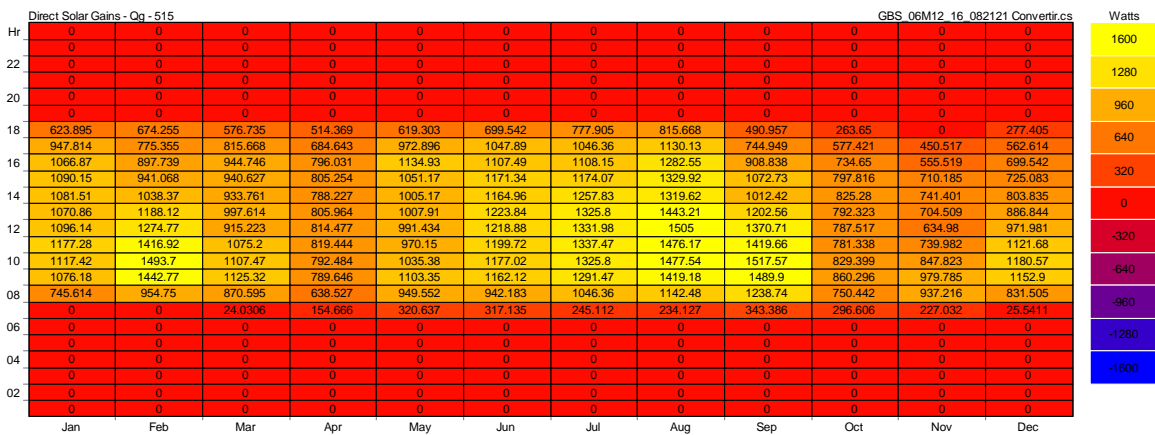 Direct Solar Gains - Qg - 515 GBS_06M12_16_082121 Convertir.cs Watts
Hr 0 0 0 0 0 0 0 0 0 0 0 0
0 0 0 0 0 0 0 0 0 0 0 0
22 0 0 0 0 0 0 0 0 0 0 0 0
0 0 0 0 0 0 0 0 0 0 0 0
20 0 0 0 0 0 0 0 0 0 0 0 0
0 0 0 0 0 0 0 0 0 0 0 0
18 623.895 674.255 576.735 514.369 619.303 699.542 777.905 815.668 490.957 263.65 0 277.405
947.814 775.355 815.668 684.643 972.896 1047.89 1046.36 1130.13 744.949 577.421 450.517 562.614
16 1066.87 897.739 944.746 796.031 1134.93 1107.49 1108.15 1282.55 908.838 734.65 555.519 699.542
1090.15 941.068 940.627 805.254 1051.17 1171.34 1174.07 1329.92 1072.73 797.816 710.185 725.083
14 1081.51 1038.37 933.761 788.227 1005.17 1164.96 1257.83 1319.62 1012.42 825.28 741.401 803.835
1070.86 1188.12 997.614 805.964 1007.91 1223.84 1325.8 1443.21 1202.56 792.323 704.509 886.844
12 1096.14 1274.77 915.223 814.477 991.434 1218.88 1331.98 1505 1370.71 787.517 634.98 971.981
1177.28 1416.92 1075.2 819.444 970.15 1199.72 1337.47 1476.17 1419.66 781.338 739.982 1121.68
10 1117.42 1493.7 1107.47 792.484 1035.38 1177.02 1325.8 1477.54 1517.57 829.399 847.823 1180.57
1076.18 1442.77 1125.32 789.646 1103.35 1162.12 1291.47 1419.18 1489.9 860.296 979.785 1152.9
08 745.614 954.75 870.595 638.527 949.552 942.183 1046.36 1142.48 1238.74 750.442 937.216 831.505
0 0 24.0306 154.666 320.637 317.135 245.112 234.127 343.386 296.606 227.032 25.5411
06 0 0 0 0 0 0 0 0 0 0 0 0
0 0 0 0 0 0 0 0 0 0 0 0
04 0 0 0 0 0 0 0 0 0 0 0 0
0 0 0 0 0 0 0 0 0 0 0 0
02 0 0 0 0 0 0 0 0 0 0 0 0
0 0 0 0 0 0 0 0 0 0 0 0
Jan Feb Mar Apr May Jun Jul Aug Sep Oct Nov Dec
1600
1280
960
640
320
0
-320
-640
-960
-1280
-1600